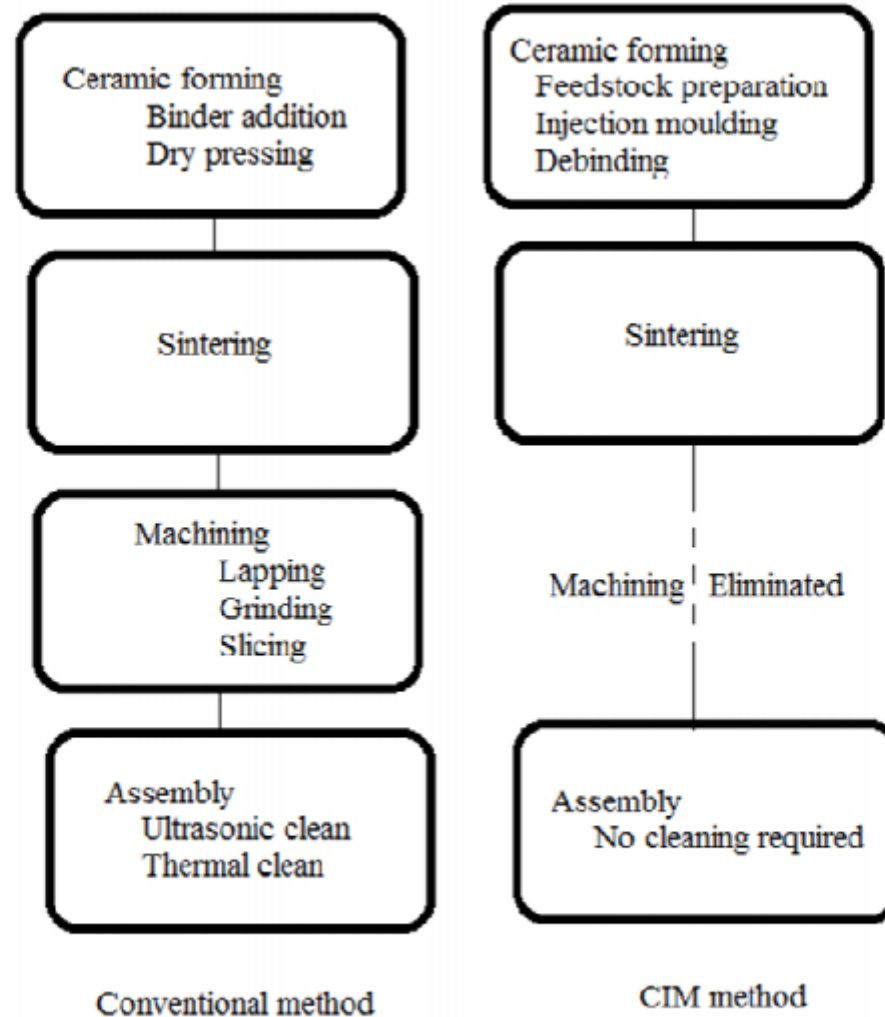 Ceramic forming
Binder addition
Dry pressing
Sintering
Machining
Lapping
Grinding
Slicing
Assembly
Ultrasonic clean
Thermal clean
Conventional method
Ceramic forming
Feedstock preparation
Injection moulding
Debinding
Sintering
Machining Eliminated
Assembly
No cleaning required
CIM method